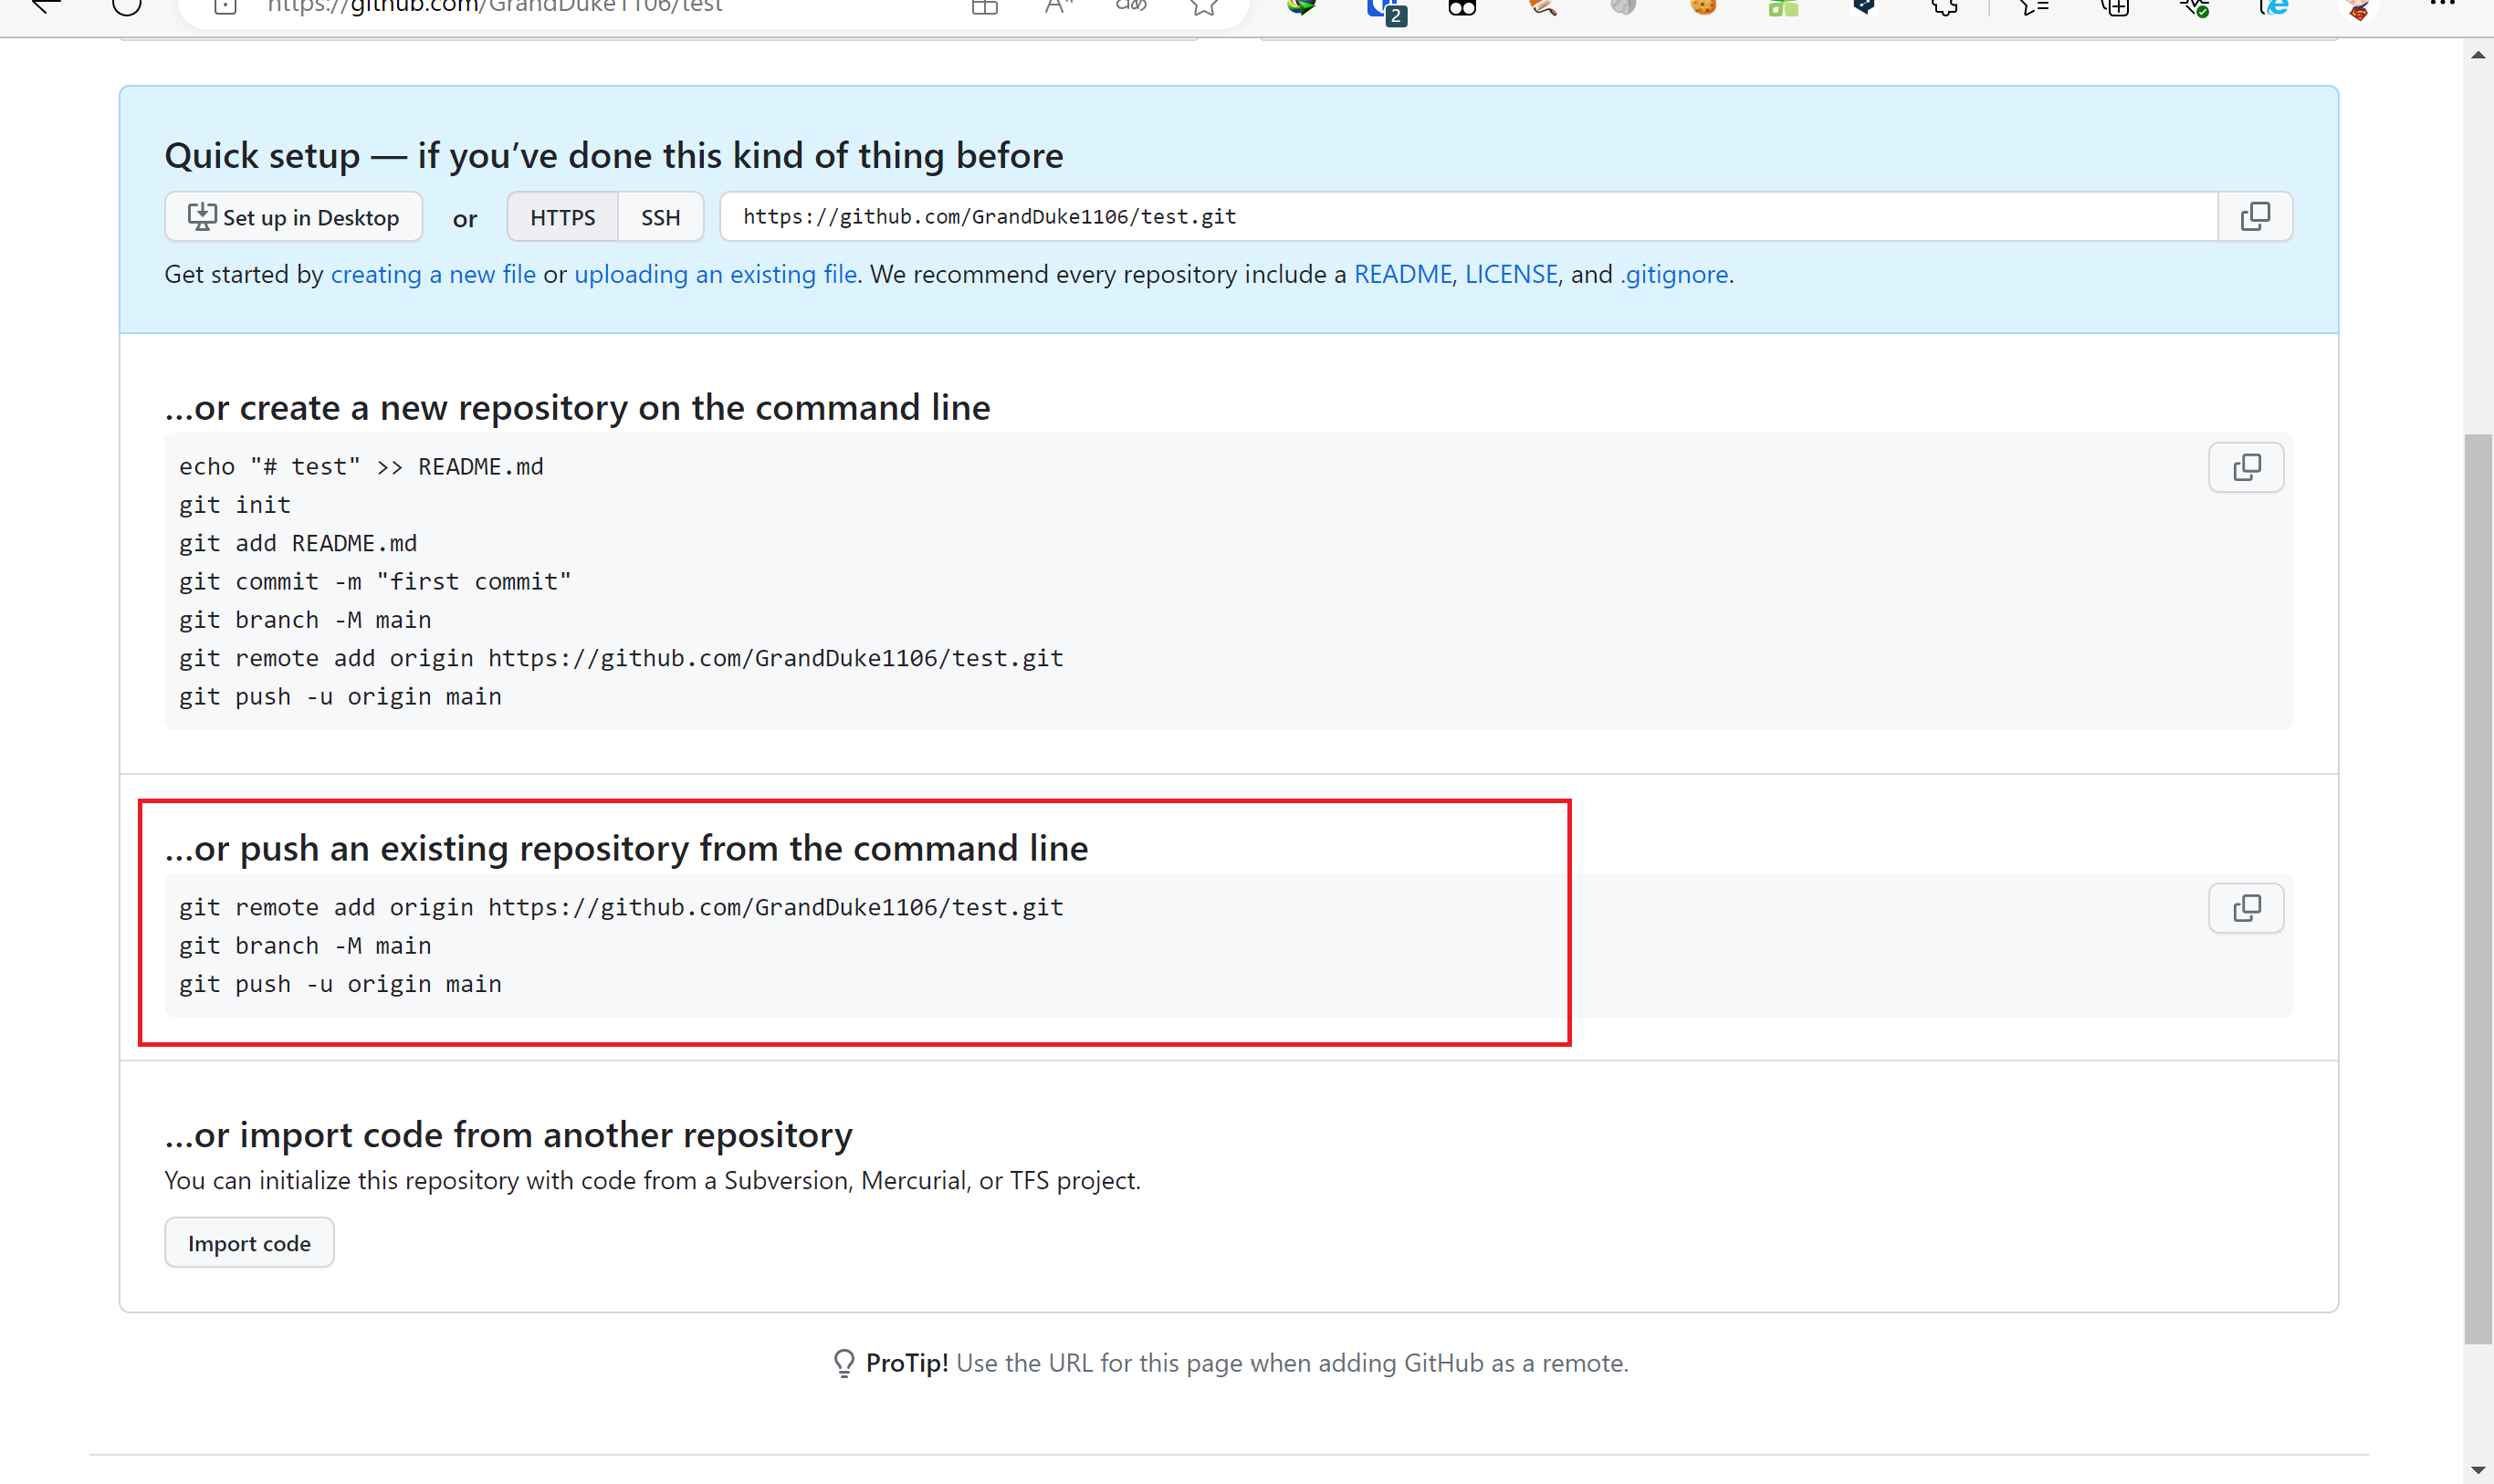 https://github.com/GrandDuke1106/test
2
Quick setup — if you’ve done this kind of thing before
Set up in Desktop or HTTPS SSH https://github.com/GrandDuke1106/test.git
Get started by creating a new file or uploading an existing file. We recommend every repository include a README, LICENSE, and .gitignore.
…or create a new repository on the command line
echo "# test" >> README.md
git init
git add README.md
git commit -m "first commit"
git branch -M main
git remote add origin https://github.com/GrandDuke1106/test.git
git push -u origin main
…or push an existing repository from the command line
git remote add origin https://github.com/GrandDuke1106/test.git
git branch -M main
git push -u origin main
…or import code from another repository
You can initialize this repository with code from a Subversion, Mercurial, or TFS project.
Import code
ProTip! Use the URL for this page when adding GitHub as a remote.